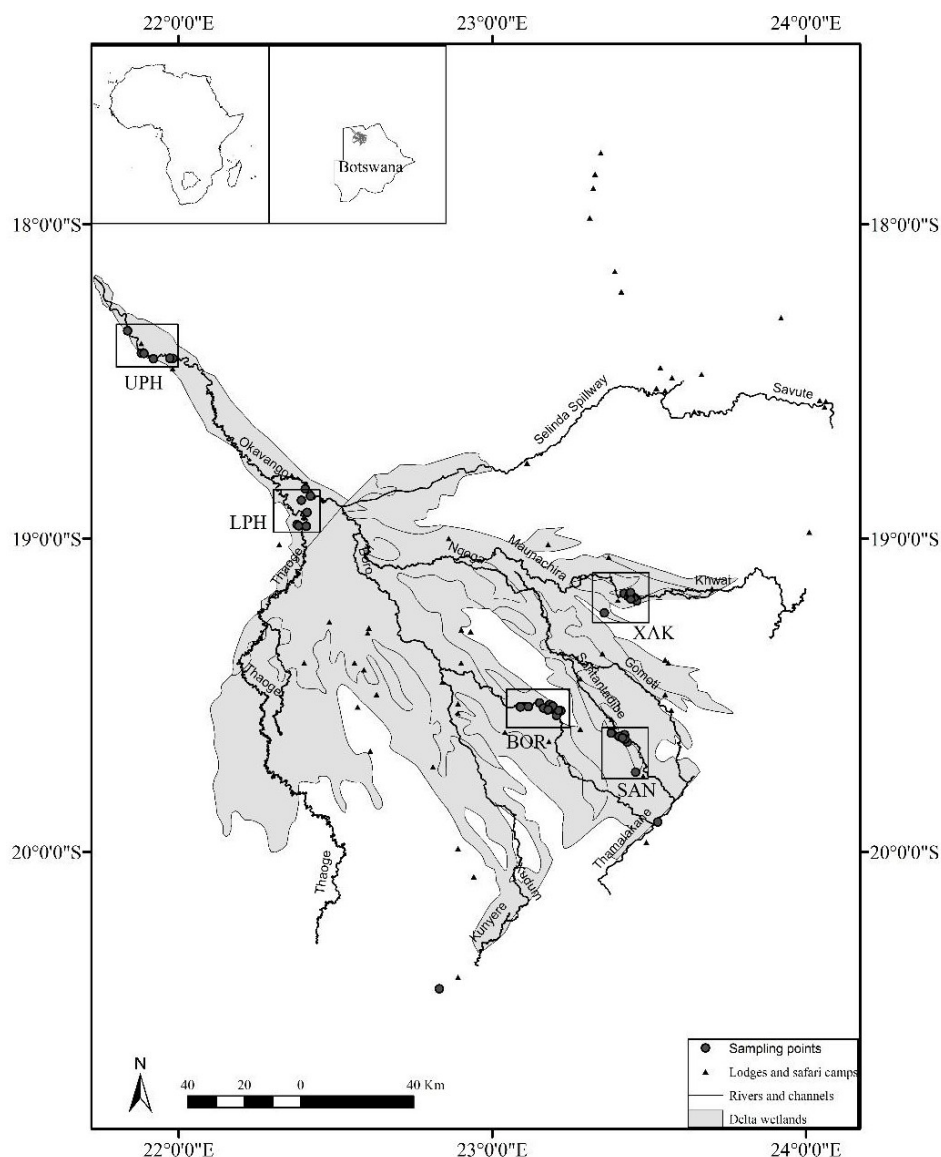 22°0'0"E 23°0'0"E 24°0'0"E
Botswana
18°0'0"S 18°0'0"S
UPH
Savute
Selinda Spillway
Okavango
LPH
19°0'0"S 19°0'0"S
Maunachira
Nqoga
Boro
Thaoge
Khwai
XAK
Thaoge
Gomoti
Santantadibe
BOR
SAN
Thamalakane
20°0'0"S 20°0'0"S
Thaoge
Xudum
Kunyere
N
40 20 0 40 Km
Sampling points
Lodges and safari camps
Rivers and channels
Delta wetlands
22°0'0"E 23°0'0"E 24°0'0"E